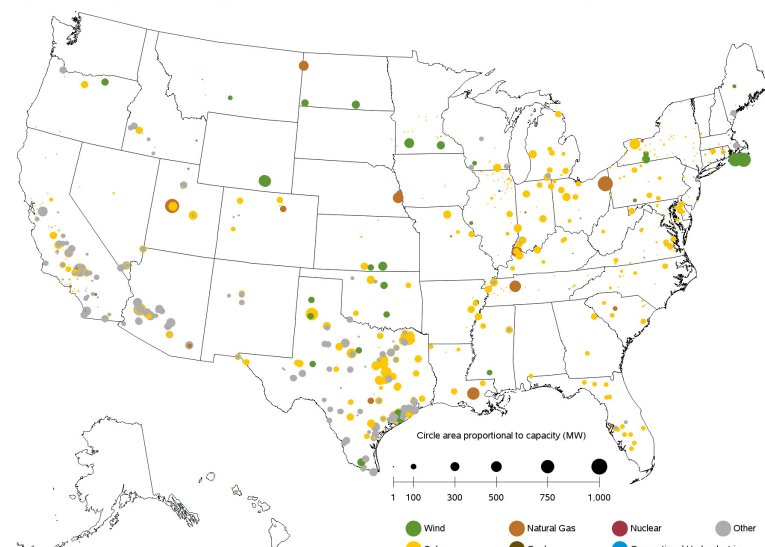 Circle area proportional to capacity (MW)
1 100 300 500 750 1,000
Wind Natural Gas Nuclear Other